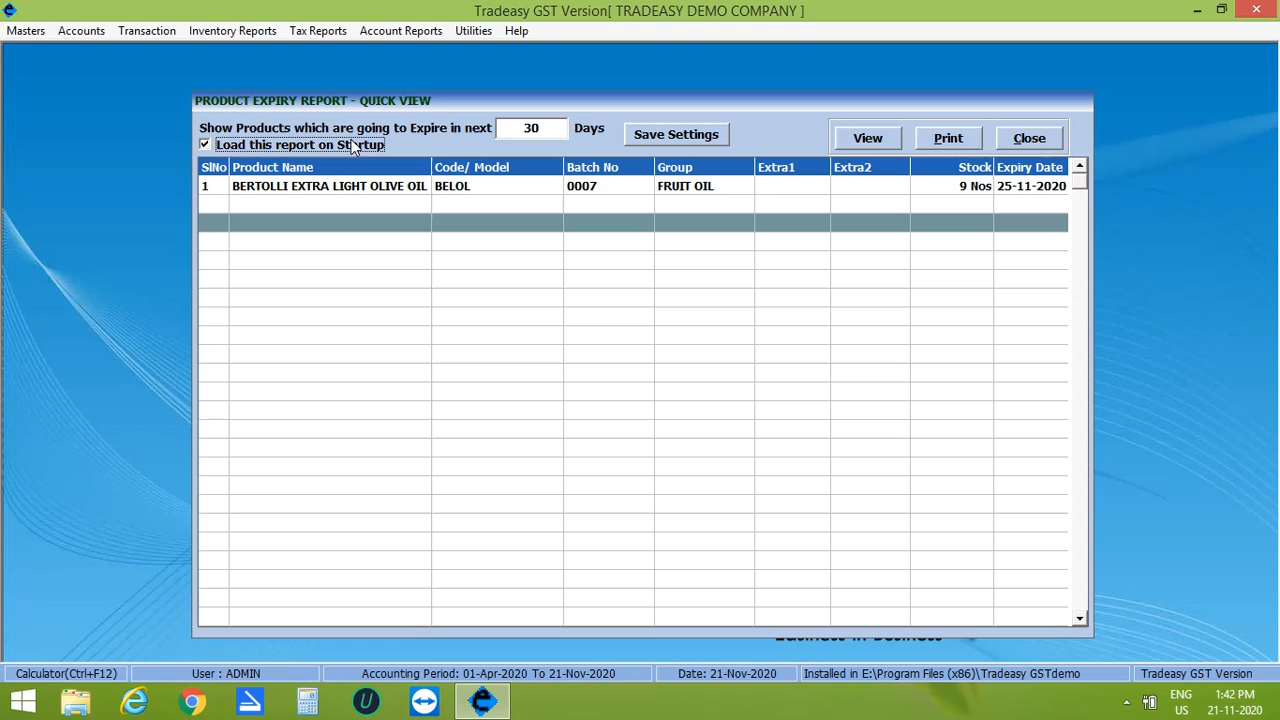 Tradeasy GST Version[ TRADEASY DEMO COMPANY ]
Masters Accounts Transaction Inventory Reports Tax Reports Account Reports Utilities Help
PRODUCT EXPIRY REPORT - QUICK VIEW
Show Products which are going to Expire in next 30 Days Save Settings View Print Close
Load this report on Startup
SlNo Product Name Code/ Model Batch No Group Extra1 Extra2 Stock Expiry Date
1 BERTOLLI EXTRA LIGHT OLIVE OIL BELOL 0007 FRUIT OIL 9 Nos 25-11-2020
Business in Business
Calculator(Ctrl+F12) User : ADMIN Accounting Period: 01-Apr-2020 To 21-Nov-2020 Date: 21-Nov-2020 Installed in E:\Program Files (x86)\Tradeasy GSTdemo Tradeasy GST Version
ENG 1:42 PM
US 21-11-2020